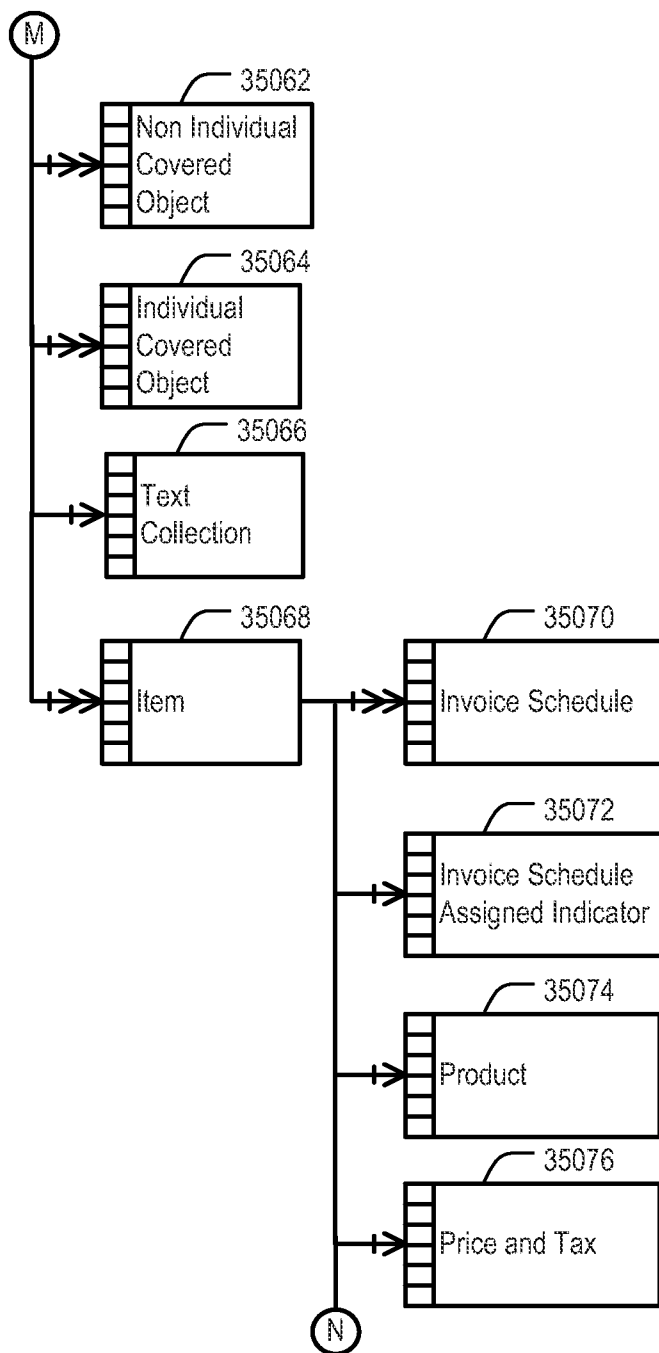 M
35062
Non Individual
Covered
Object
35064
Individual
Covered
Object
35066
Text
Collection
35068
Item
35070
Invoice Schedule
35072
Invoice Schedule
Assigned Indicator
35074
Product
35076
Price and Tax
N